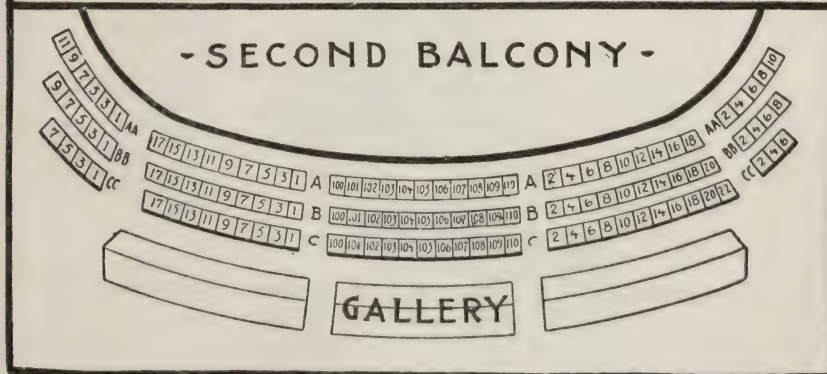 - SECOND BALCONY -
11 9 7 5 3 1 AA
9 7 5 3 1 BB
7 5 3 1 CC
17 15 13 11 9 7 5 3 1 A 100 101 102 103 104 105 106 107 108 109 110 A 2 4 6 8 10 12 14 16 18
17 15 13 11 9 7 5 3 1 B 100 101 102 103 104 105 106 107 108 109 110 B 2 4 6 8 10 12 14 16 18 20
17 15 13 11 9 7 5 3 1 C 100 101 102 103 104 105 106 107 108 109 110 C 2 4 6 8 10 12 14 16 18 20 22
AA 2 4 6 8 10
BB 2 4 6 8
CC 2 4 6
GALLERY